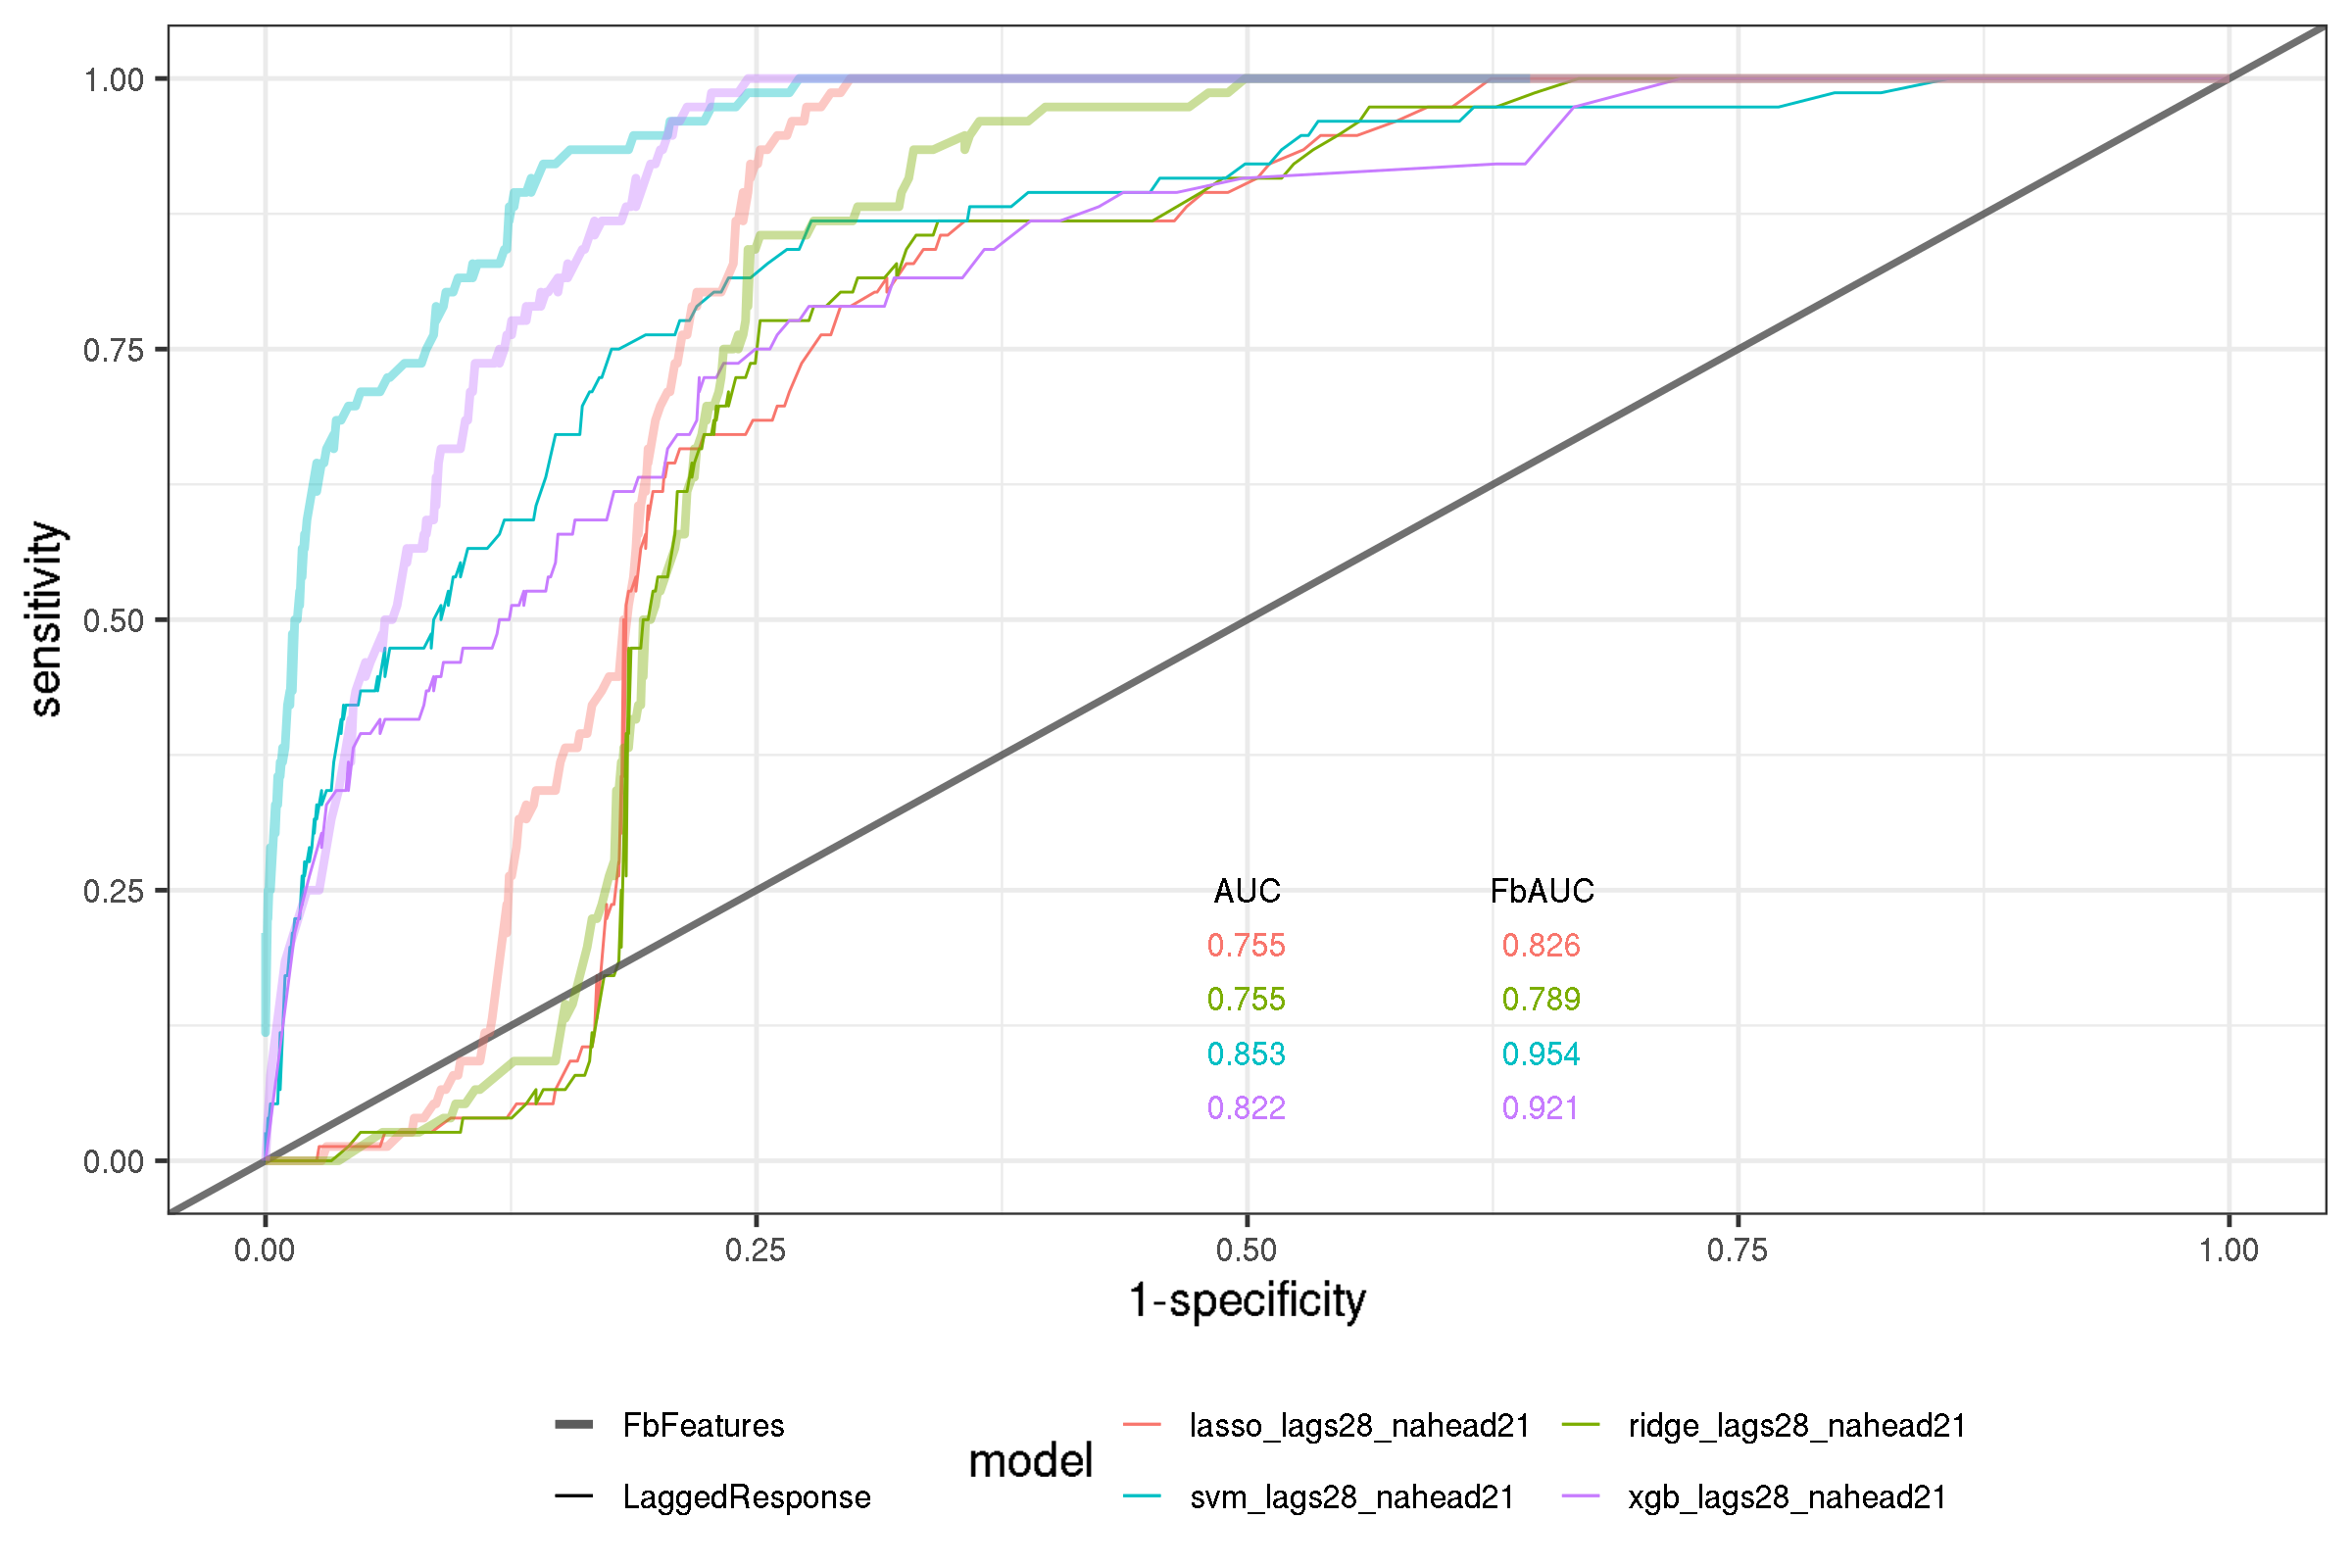 1.00
0.75
0.50
0.25
0.00
sensitivity
AUC FbAUC
0.755 0.826
0.755 0.789
0.853 0.954
0.822 0.921
0.00 0.25 0.50 0.75 1.00
1-specificity
FbFeatures
LaggedResponse
model
lasso_lags28_nahead21 ridge_lags28_nahead21
svm_lags28_nahead21 xgb_lags28_nahead21